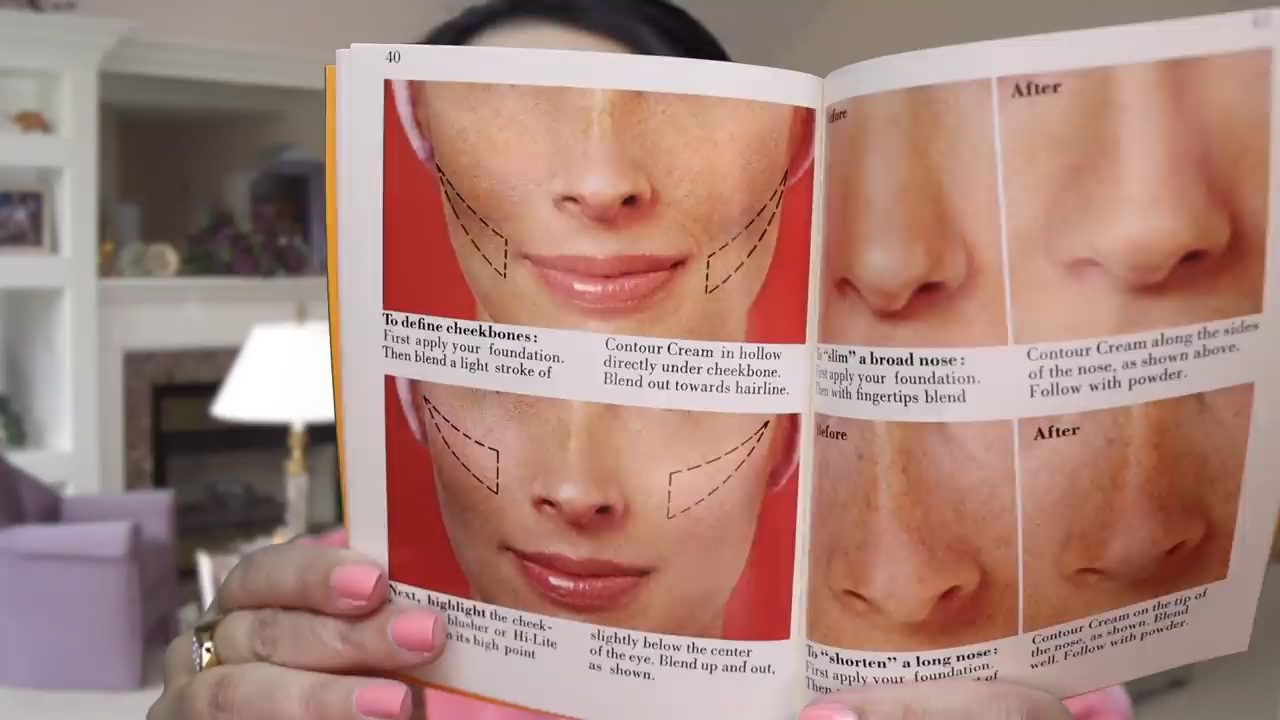 40
To define cheekbones:
First apply your foundation.
Then blend a light stroke of
Contour Cream in hollow
directly under cheekbone.
Blend out towards hairline.
Next, highlight the cheek-
blusher or Hi-Lite
its high point
slightly below the center
of the eye. Blend up and out,
as shown.
After
"slim" a broad nose:
First apply your foundation.
Then with fingertips blend
Contour Cream along the sides
of the nose, as shown above.
Follow with powder.
Before
After
To "shorten" a long nose:
First apply your foundation.
Then
of
Contour Cream on the tip of
the nose, as shown. Blend
well. Follow with powder.